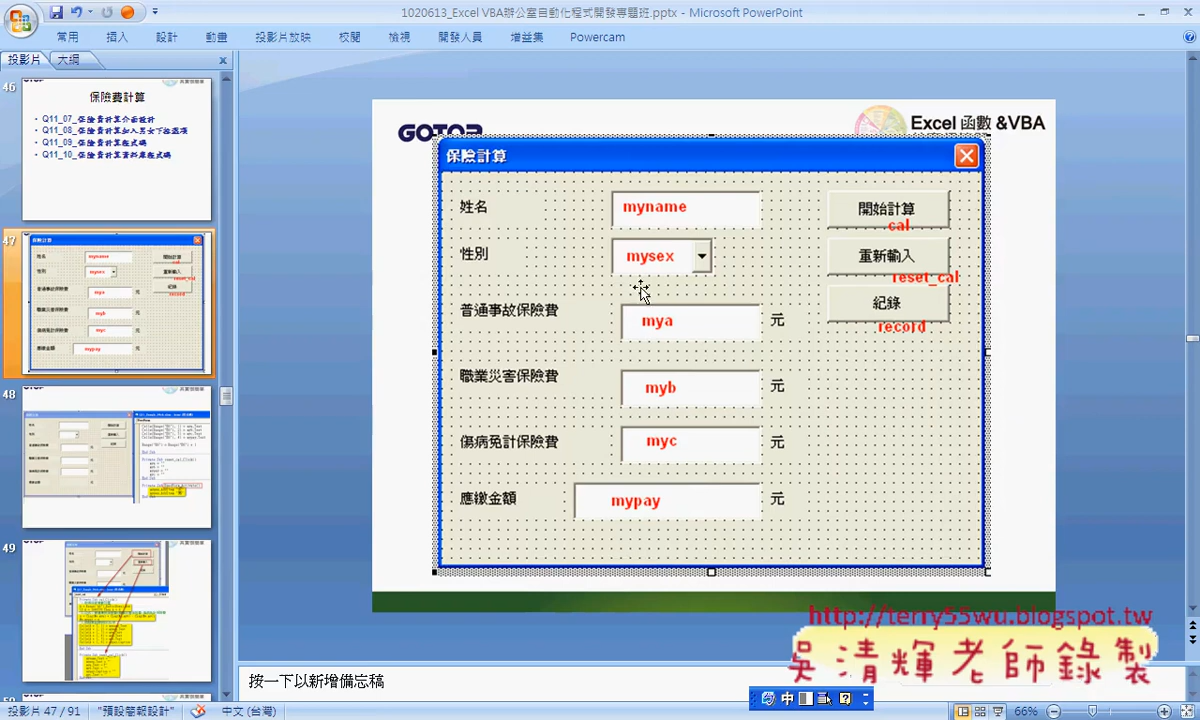 1020613_Excel VBA辦公室自動化程式開發專題班.pptx - Microsoft PowerPoint
常用 插入 設計 動畫 投影片放映 校閱 檢視 開發人員 增益集 Powercam
投影片 大綱
46
保險費計算
• Q11_07_保險費計算介面設計
• Q11_08_保險費計算加入男女下拉選項
• Q11_09_保險費計算程式碼
• Q11_10_保險費計算資料庫程式碼
47
48
49
GOTOP
Excel 函數 &VBA
保險計算
姓名 myname 開始計算
cal
性別 mysex 重新輸入
reset_cal
普通事故保險費 mya 元 紀錄
record
職業災害保險費 myb 元
傷病免計保險費 myc 元
應繳金額 mypay 元
http://terry55wu.blogspot.tw
吳清輝老師錄製
按一下以新增備忘稿
中
投影片 47 / 91 "預設簡報設計" 中文 (台灣) 66%